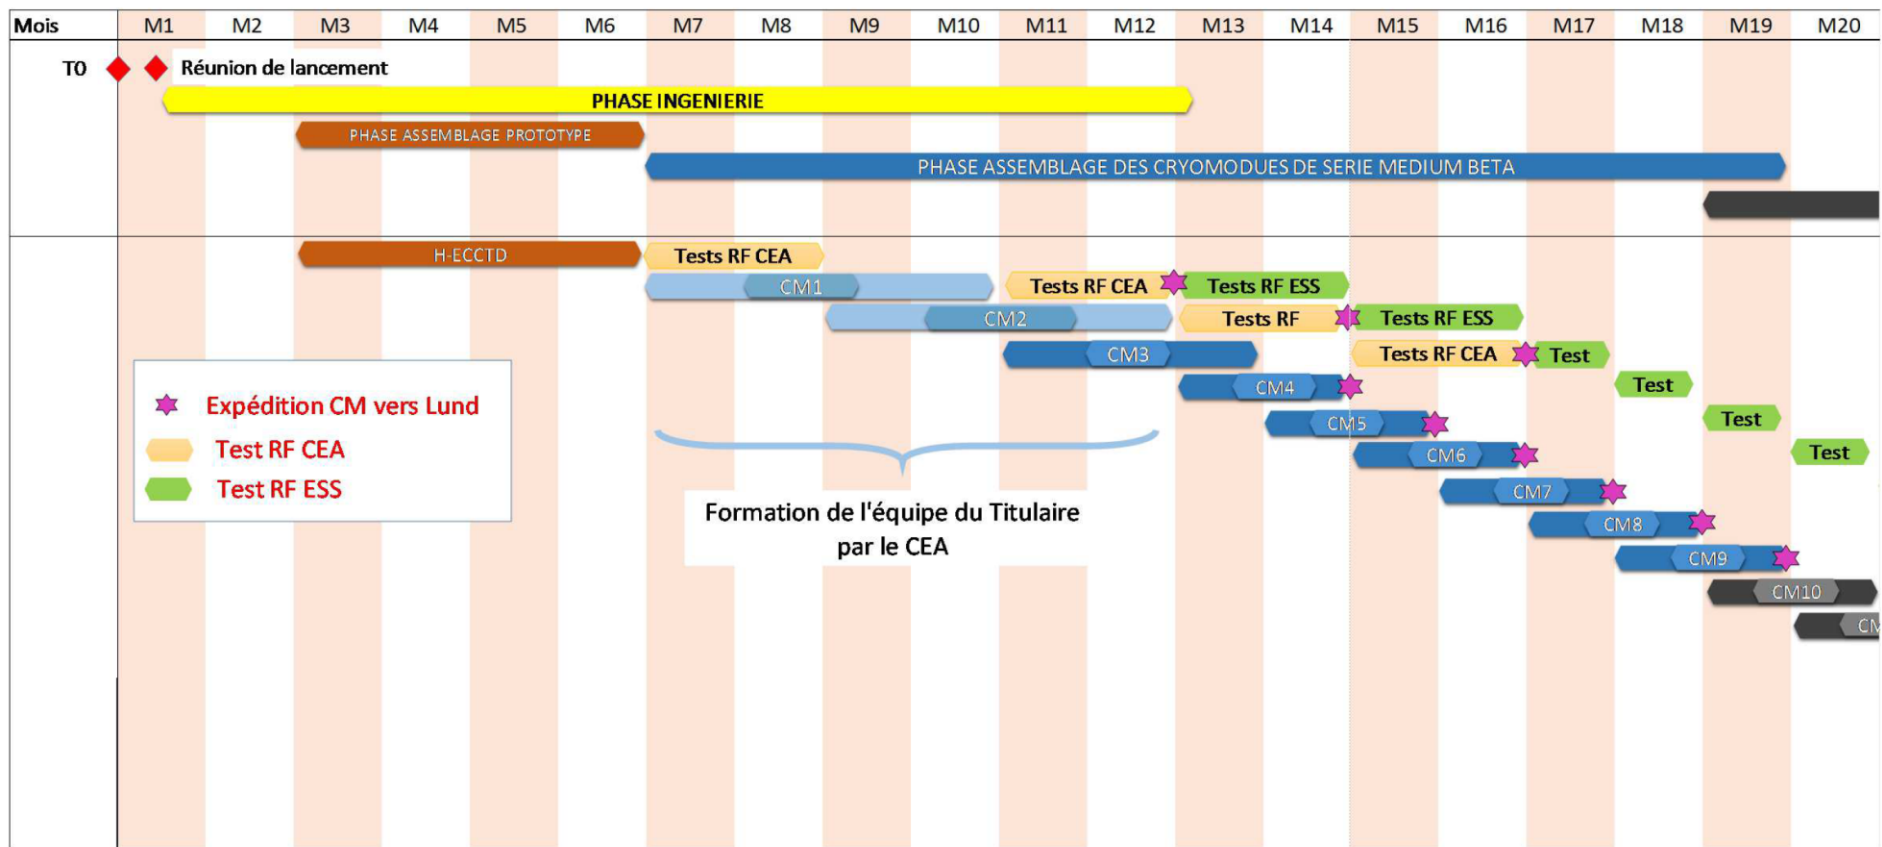 Mois M1 M2 M3 M4 M5 M6 M7 M8 M9 M10 M11 M12 M13 M14 M15 M16 M17 M18 M19 M20
T0 Réunion de lancement
PHASE INGENIERIE
PHASE ASSEMBLAGE PROTOTYPE
PHASE ASSEMBLAGE DES CRYOMODUES DE SERIE MEDIUM BETA
H-ECCTD Tests RF CEA
CM1 Tests RF CEA Tests RF ESS
CM2 Tests RF Tests RF ESS
CM3 Tests RF CEA Test
CM4 Test
CM5 Test
CM6 Test
CM7
CM8
CM9
CM10
CM
Expédition CM vers Lund
Test RF CEA
Test RF ESS
Formation de l'équipe du Titulaire
par le CEA